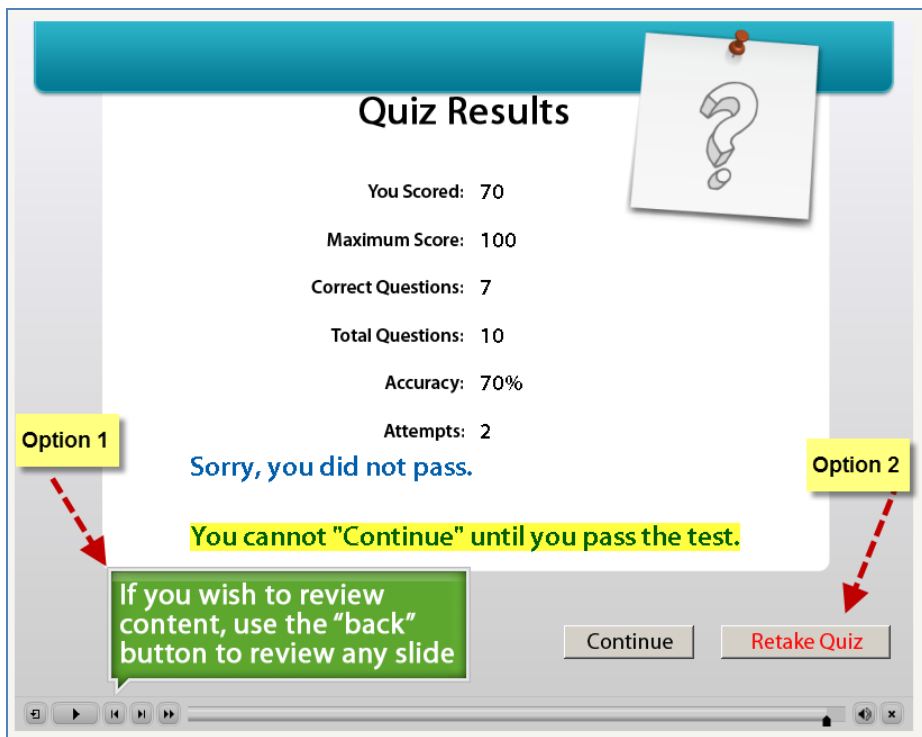 Quiz Results
You Scored: 70
Maximum Score: 100
Correct Questions: 7
Total Questions: 10
Accuracy: 70%
Attempts: 2
Option 1
Sorry, you did not pass.
Option 2
You cannot "Continue" until you pass the test.
If you wish to review
content, use the “back”
button to review any slide
Continue
Retake Quiz